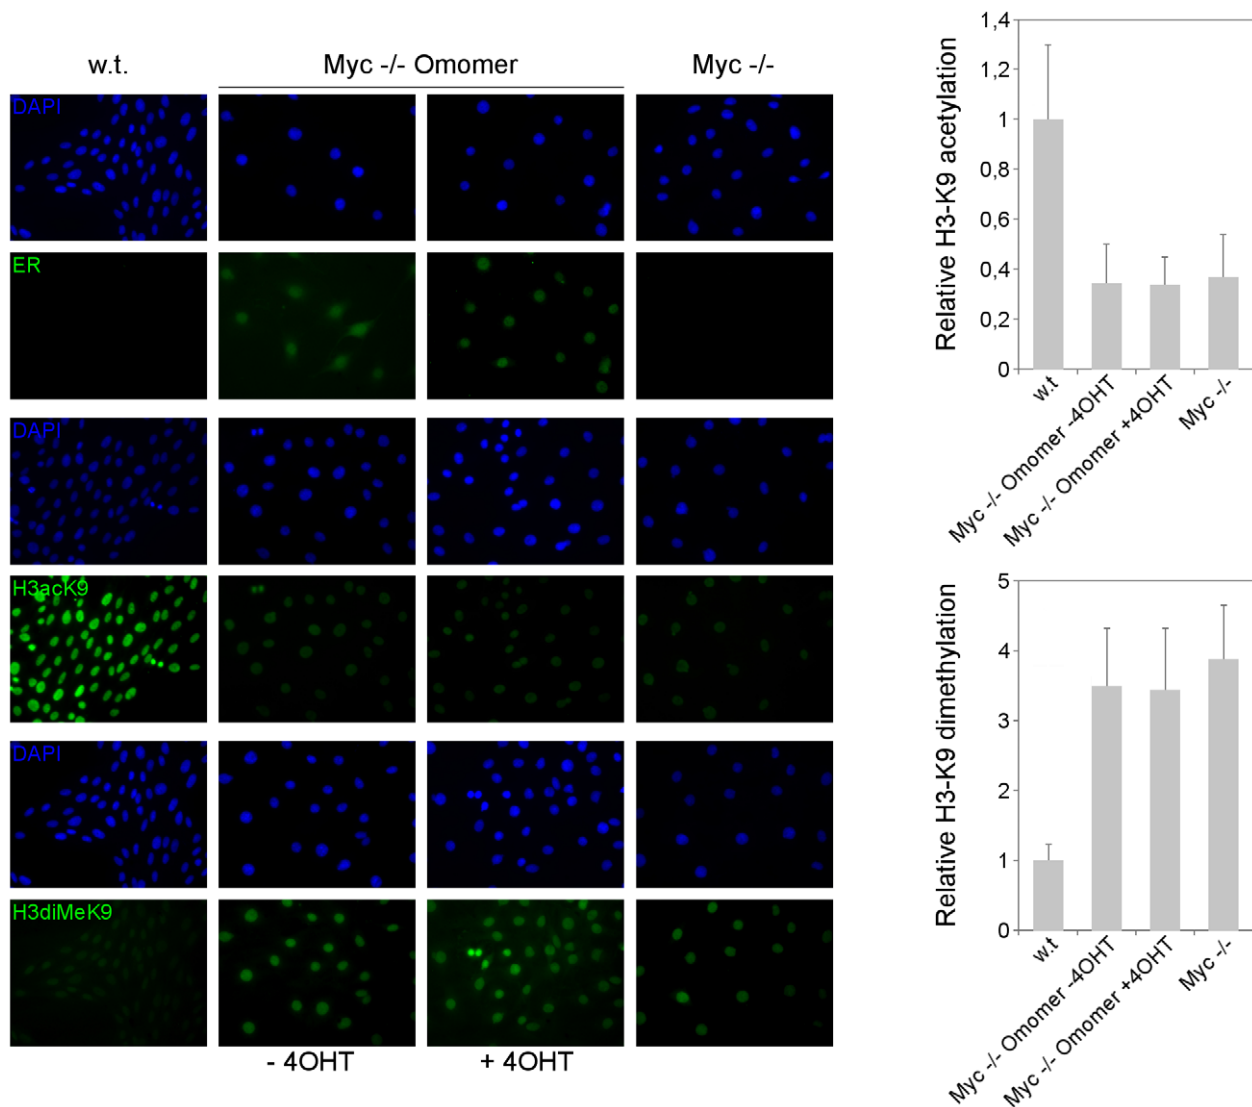 w.t.
Myc -/- Omomer
Myc -/-
DAPI
ER
DAPI
H3acK9
DAPI
H3diMeK9
- 4OHT
+ 4OHT
Relative H3-K9 acetylation
1,4
1,2
1
0,8
0,6
0,4
0,2
0
w.t
Myc -/- Omomer -4OHT
Myc -/- Omomer +4OHT
Myc -/-
Relative H3-K9 dimethylation
5
4
3
2
1
0
w.t
Myc -/- Omomer -4OHT
Myc -/- Omomer +4OHT
Myc -/-